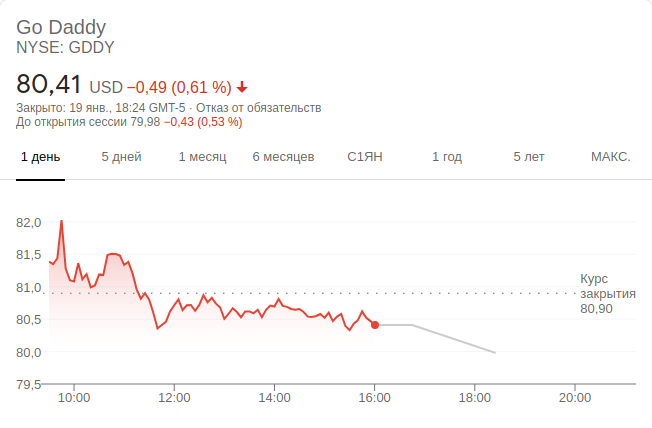 Go Daddy
NYSE: GDDY
80,41 USD −0,49 (0,61 %)
Закрыто: 19 янв., 18:24 GMT-5 · Отказ от обязательств
До открытия сессии 79,98 −0,43 (0,53 %)
1 день 5 дней 1 месяц 6 месяцев С1ЯН 1 год 5 лет МАКС.
82,0
81,5
81,0
80,5
80,0
79,5
Курс
закрытия
80,90
10:00 12:00 14:00 16:00 18:00 20:00